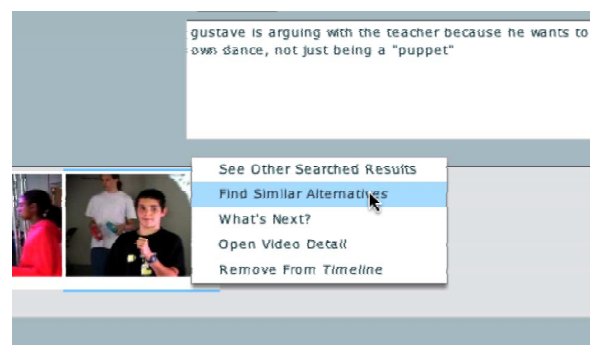 gustave is arguing with the teacher because he wants to
own dance, not just being a "puppet"
See Other Searched Results
Find Similar Alternatives
What's Next?
Open Video Detail
Remove From Timeline